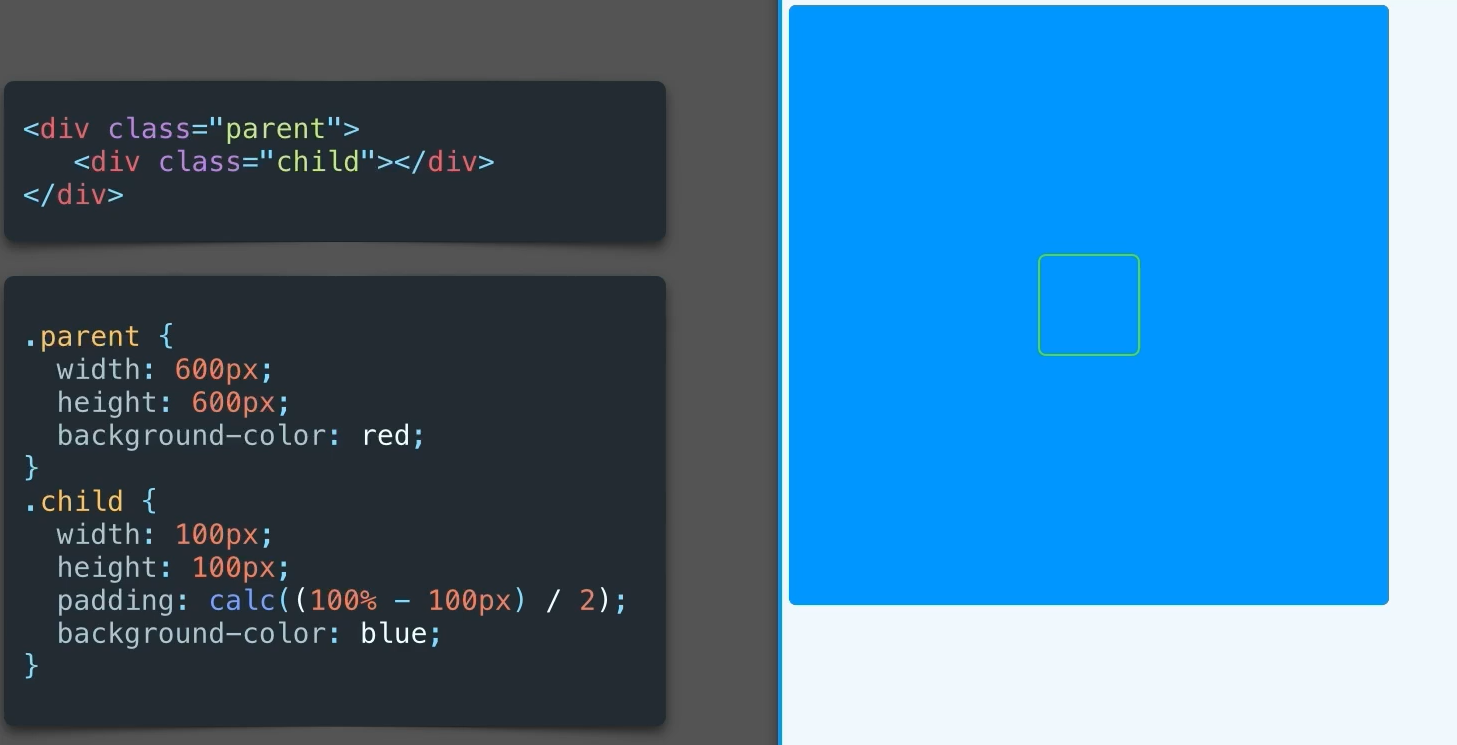 <div class="parent">
   <div class="child"></div>
</div>
.parent {
  width: 600px;
  height: 600px;
  background-color: red;
}
.child {
  width: 100px;
  height: 100px;
  padding: calc((100% - 100px) / 2);
  background-color: blue;
}